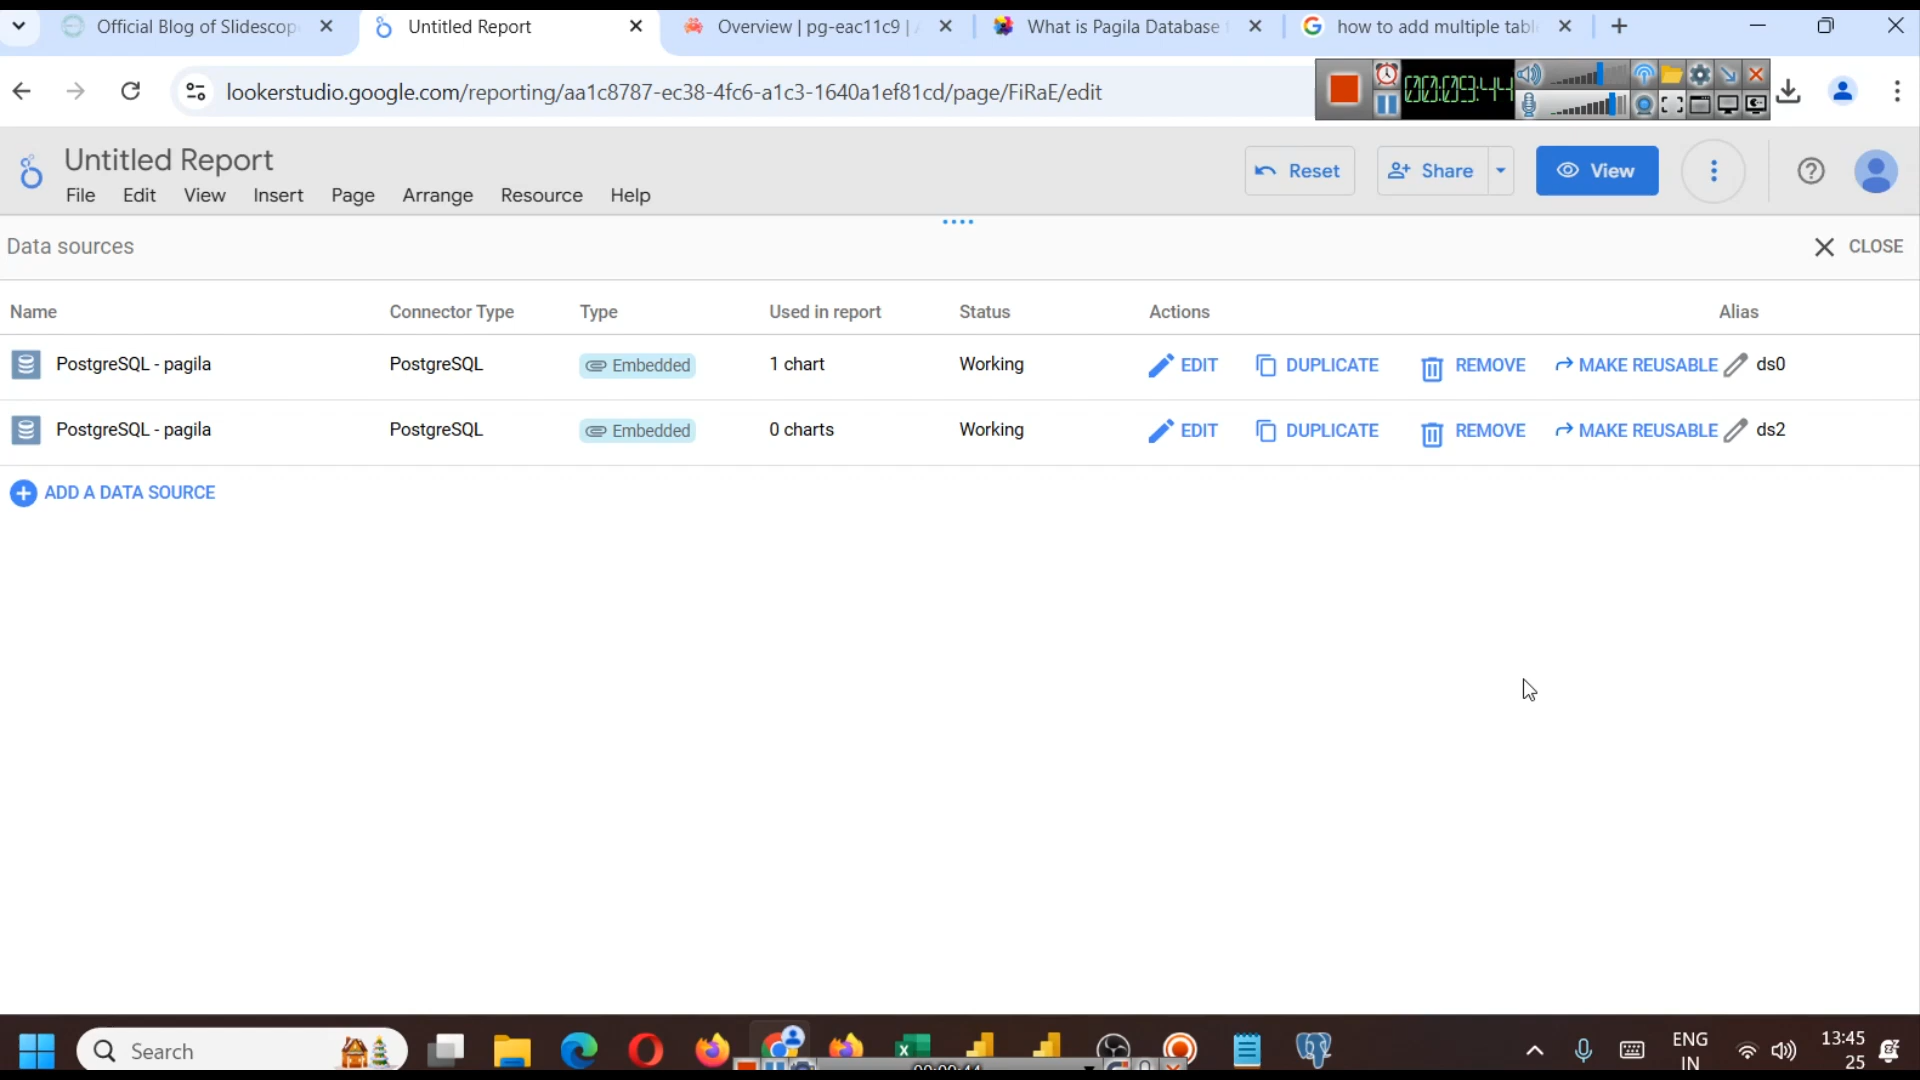 Official Blog of Slidescop
Untitled Report
Overview | pg-eac11c9 | 
What is Pagila Database
how to add multiple tabl
lookerstudio.google.com/reporting/aa1c8787-ec38-4fc6-a1c3-1640a1ef81cd/page/FiRaE/edit
00:09:44
Untitled Report
Reset
Share
View
File Edit View Insert Page Arrange Resource Help
Data sources
CLOSE
Name Connector Type Type Used in report Status Actions Alias
PostgreSQL - pagila PostgreSQL Embedded 1 chart Working EDIT DUPLICATE REMOVE MAKE REUSABLE ds0
PostgreSQL - pagila PostgreSQL Embedded 0 charts Working EDIT DUPLICATE REMOVE MAKE REUSABLE ds2
ADD A DATA SOURCE
Search
ENG
IN
13:45
25